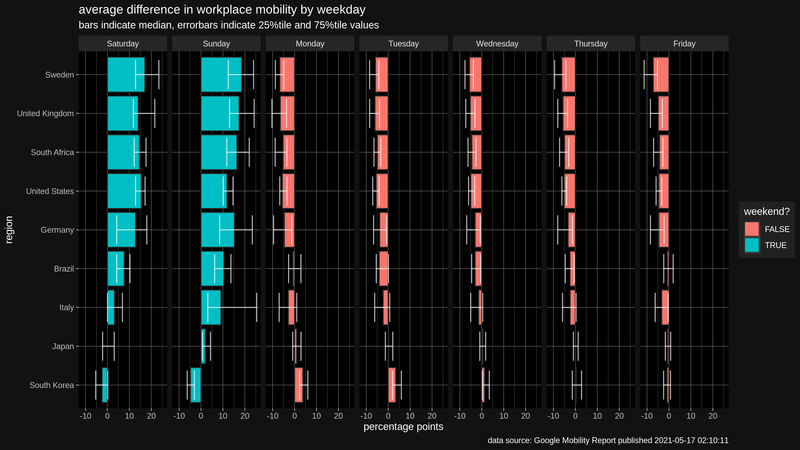 average difference in workplace mobility by weekday
bars indicate median, errorbars indicate 25%tile and 75%tile values
Saturday Sunday Monday Tuesday Wednesday Thursday Friday
Sweden
United Kingdom
South Africa
United States
Germany
Brazil
Italy
Japan
South Korea
region
-10 0 10 20 -10 0 10 20 -10 0 10 20 -10 0 10 20 -10 0 10 20 -10 0 10 20 -10 0 10 20
percentage points
weekend?
FALSE
TRUE
data source: Google Mobility Report published 2021-05-17 02:10:11